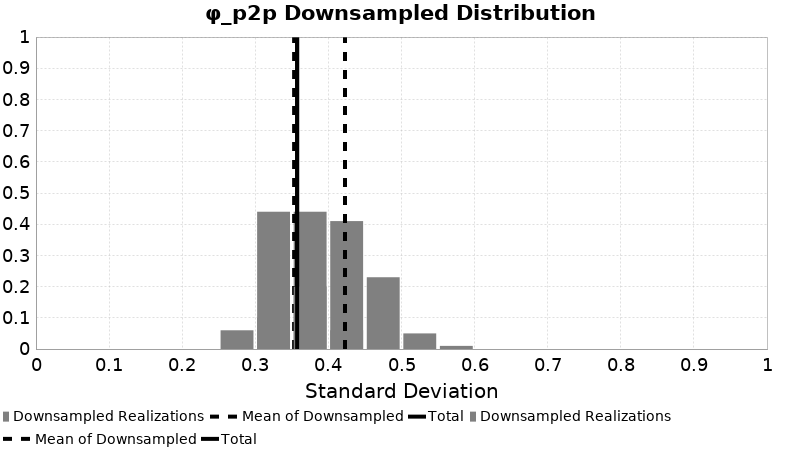 φ_p2p Downsampled Distribution
1
0.9
0.8
0.7
0.6
0.5
0.4
0.3
0.2
0.1
0
0 0.1 0.2 0.3 0.4 0.5 0.6 0.7 0.8 0.9 1
Standard Deviation
Downsampled Realizations Mean of Downsampled Total Downsampled Realizations
Mean of Downsampled Total